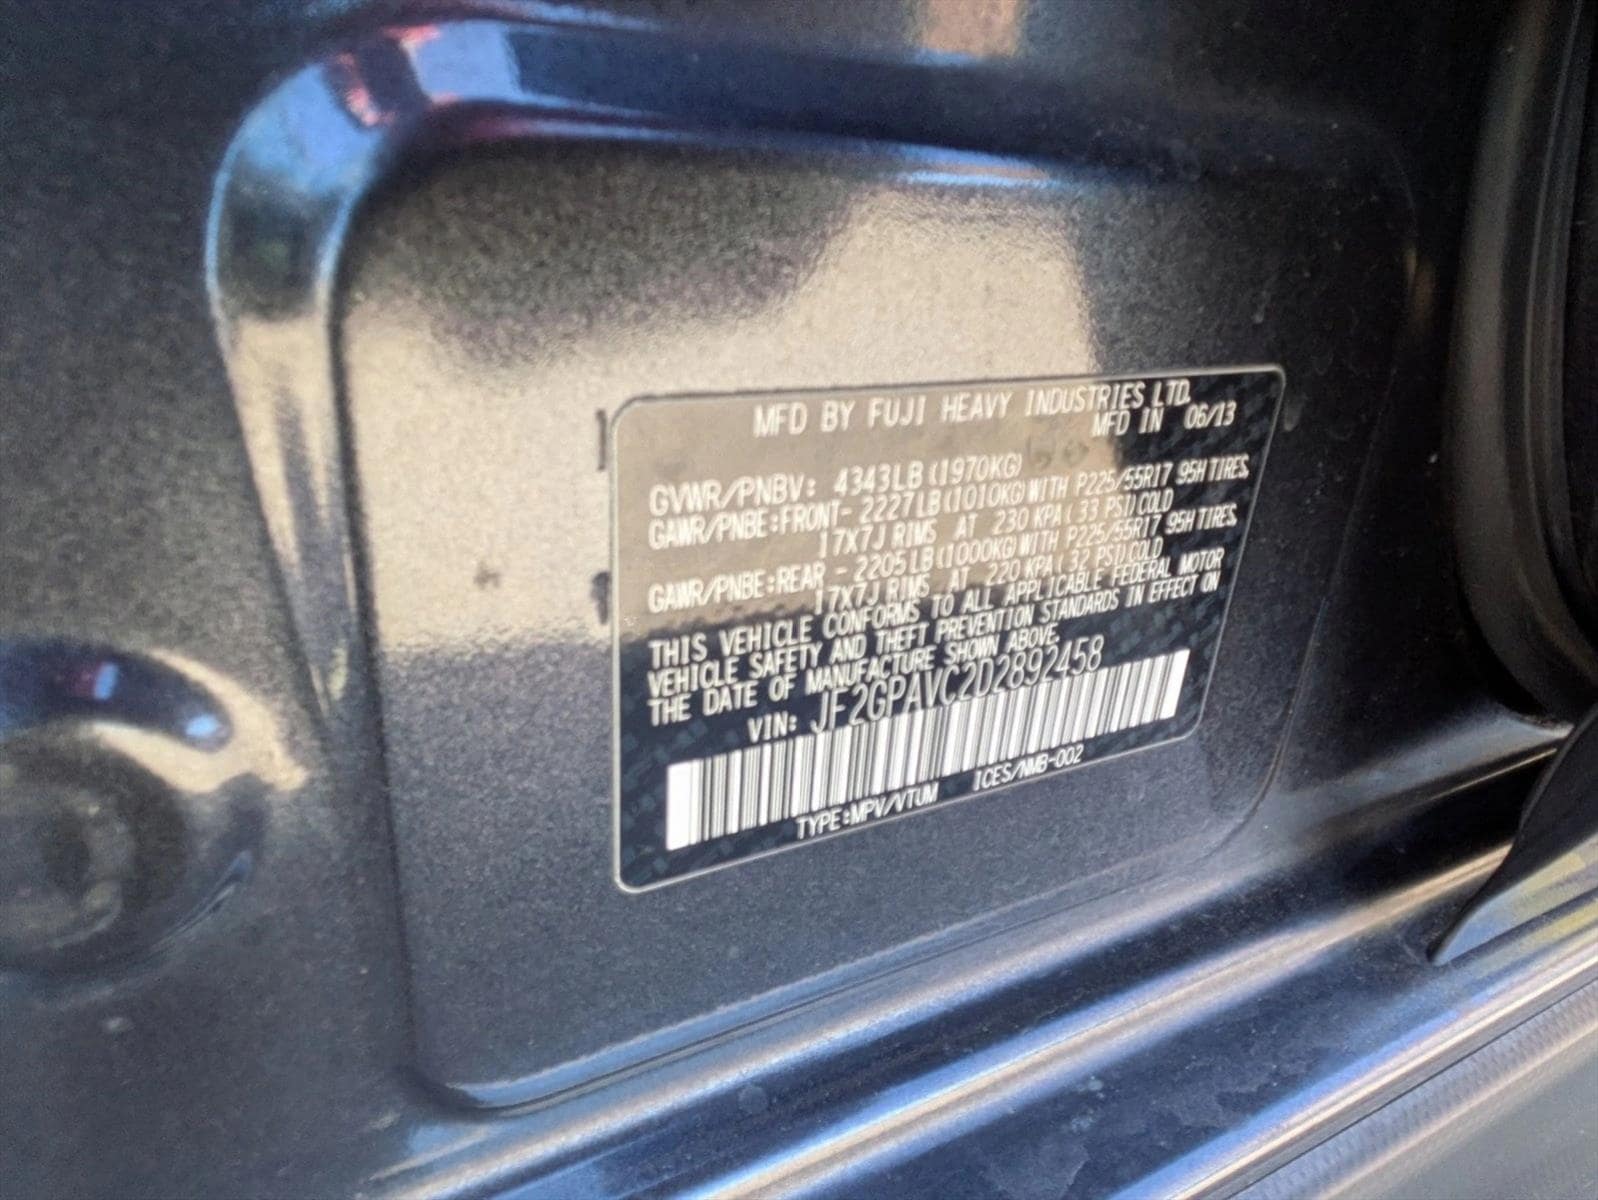 MFD BY FUJI HEAVY INDUSTRIES LTD.
MFD IN 06/13
GVWR/PNBV: 4343LB(1970KG)
GAWR/PNBE:FRONT- 2227LB(1010KG)WITH P225/55R17 95H TIRES
17X7J RIMS AT 230 KPA( 33 PSI)COLD
GAWR/PNBE:REAR - 2205LB(1000KG)WITH P225/55R17 95H TIRES
17X7J RIMS AT 220 KPA( 32 PSI)COLD
THIS VEHICLE CONFORMS TO ALL APPLICABLE FEDERAL MOTOR
VEHICLE SAFETY AND THEFT PREVENTION STANDARDS IN EFFECT ON
THE DATE OF MANUFACTURE SHOWN ABOVE.
VIN: JF2GPAVC2D2892458
TYPE:MPV/VTUM ICES/NMB-002